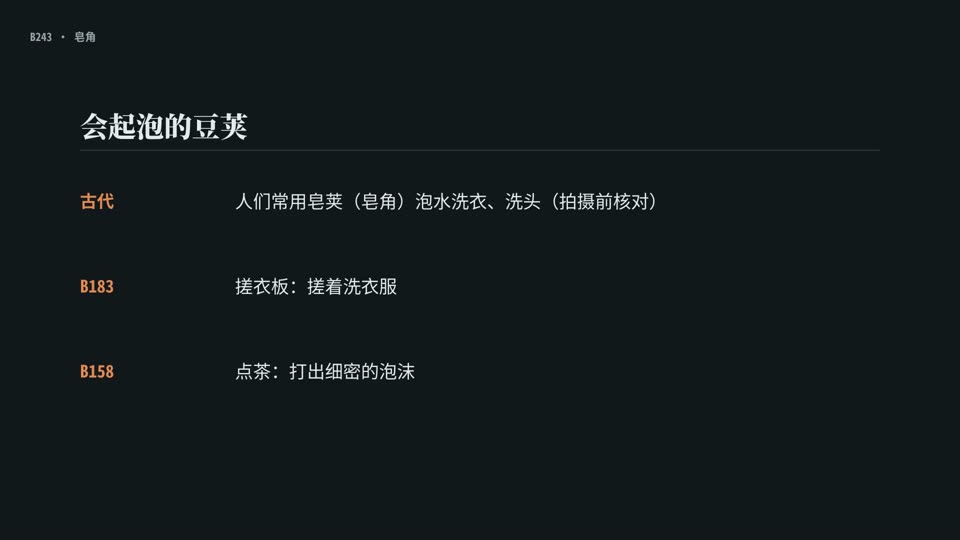 B243 • 皂角
会起泡的豆荚
古代 人们常用皂荚（皂角）泡水洗衣、洗头（拍摄前核对）
B183 搓衣板：搓着洗衣服
B158 点茶：打出细密的泡沫